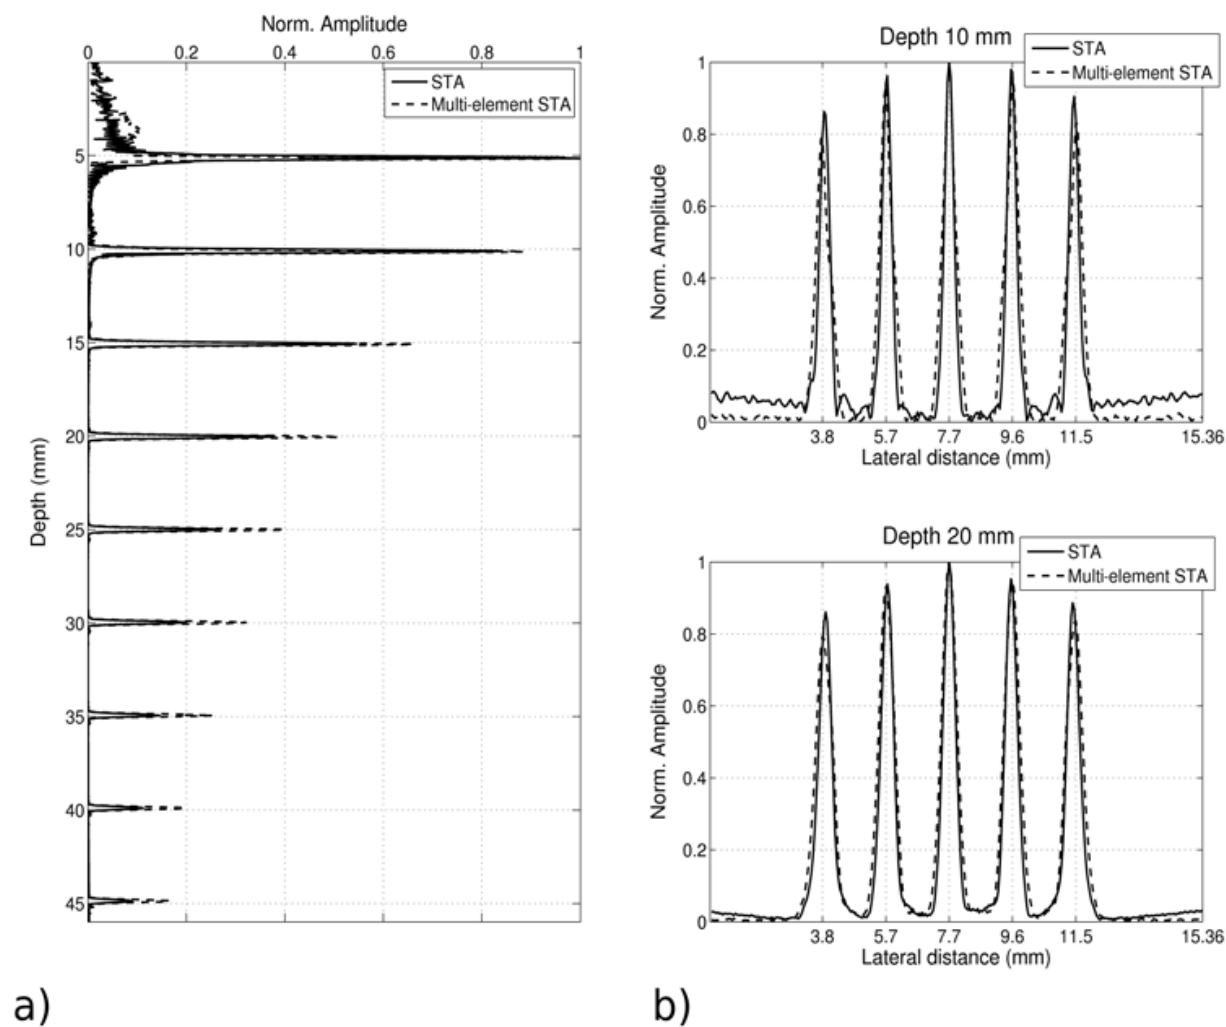 Norm. Amplitude
0 0.2 0.4 0.6 0.8 1
STA
Multi-element STA
5
10
15
20
25
30
35
40
45
Depth (mm)
a)
Depth 10 mm
STA
Multi-element STA
1
0.8
0.6
0.4
0.2
0
Norm. Amplitude
3.8 5.7 7.7 9.6 11.5 15.36
Lateral distance (mm)
Depth 20 mm
STA
Multi-element STA
1
0.8
0.6
0.4
0.2
0
Norm. Amplitude
3.8 5.7 7.7 9.6 11.5 15.36
Lateral distance (mm)
b)